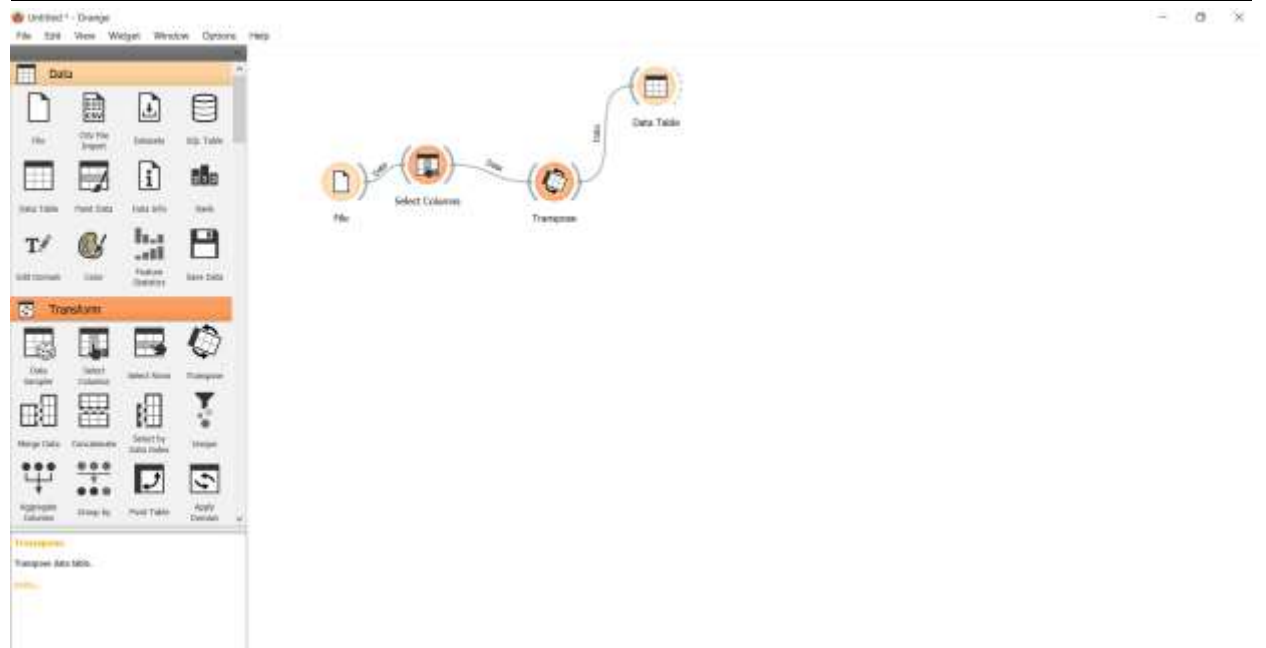 Untitled * - Orange
File Edit View Widget Window Options Help
Data
File
CSV File
Import
Datasets
SQL Table
Data Table
Paint Data
Data Info
Rank
Edit Domain
Color
Feature
Statistics
Save Data
Transform
Data
Sampler
Select
Columns
Select Rows
Transpose
Merge Data
Concatenate
Select by
Data Index
Unique
Aggregate
Columns
Group by
Pivot Table
Apply
Domain
Transpose
Transpose data table.
File
Data
Select Columns
Data
Transpose
Data
Data Table